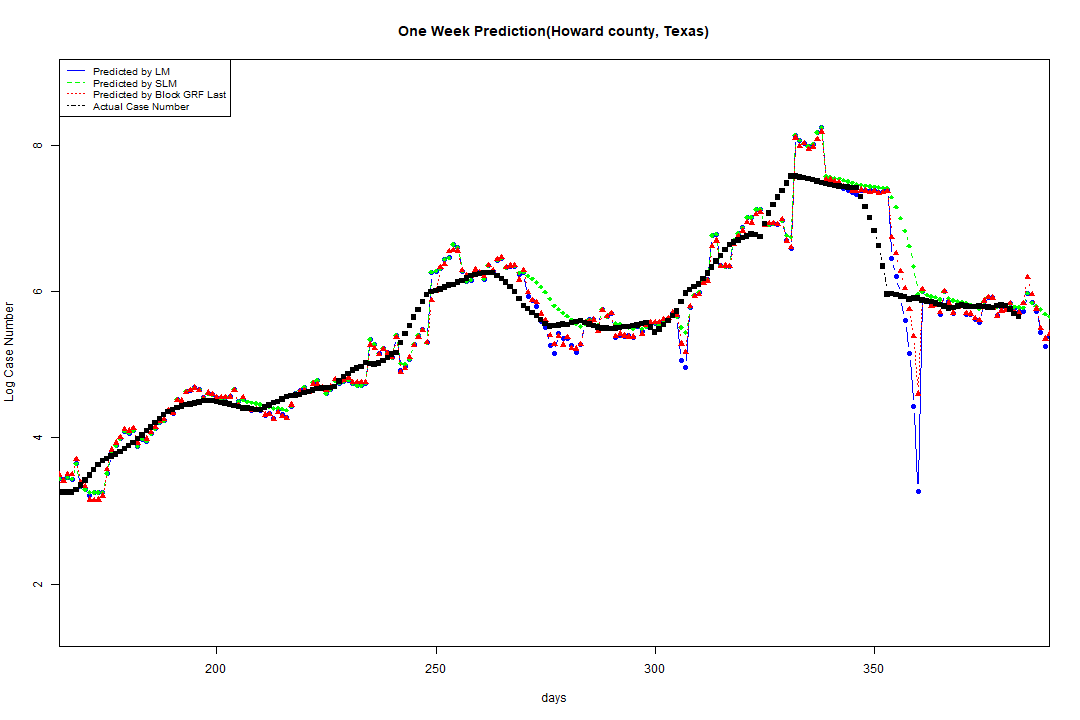 One Week Prediction(Howard county, Texas)
Predicted by LM
Predicted by SLM
Predicted by Block GRF Last
Actual Case Number
8
6
4
2
Log Case Number
200
250
300
350
days